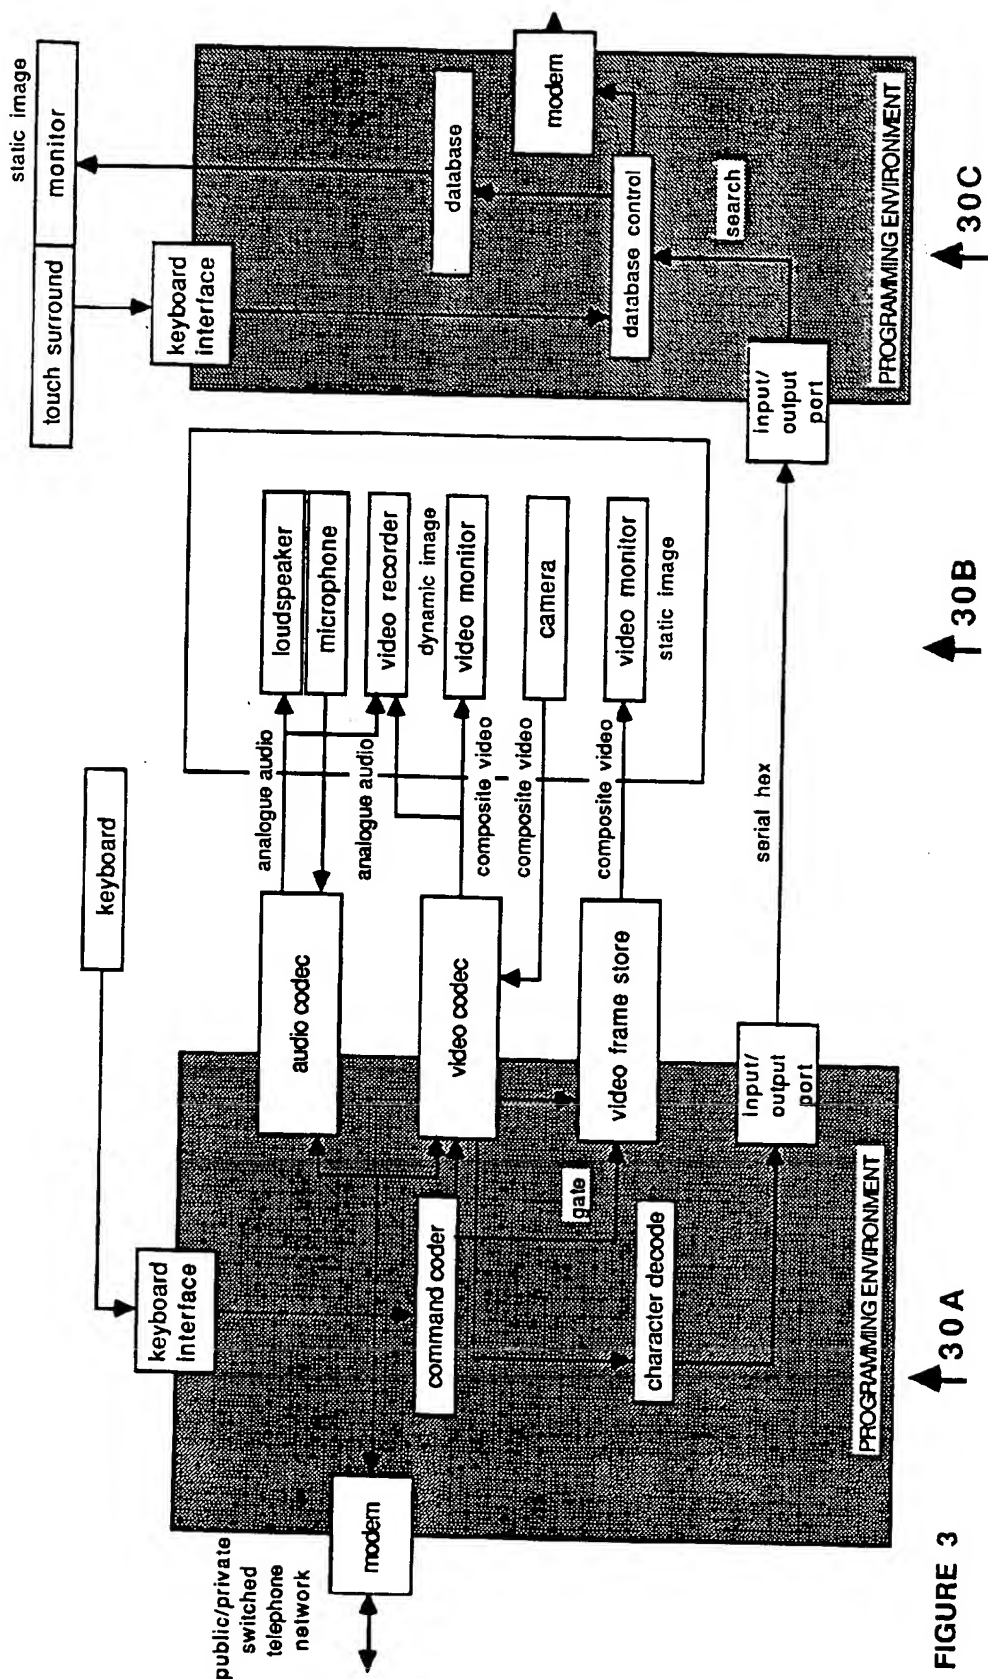 public/private
switched
telephone
network
modem
keyboard
interface
keyboard
command coder
gate
character decode
PROGRAMMING ENVIRONMENT
30A
FIGURE 3
audio codec
video codec
video frame store
input/
output
port
analogue audio
analogue audio
composite video
composite video
composite video
serial hex
loudspeaker
microphone
video recorder
dynamic image
video monitor
camera
video monitor
static image
30B
static image
touch surround
monitor
keyboard
interface
database
modem
database control
search
input/
output
port
PROGRAMMING ENVIRONMENT
30C